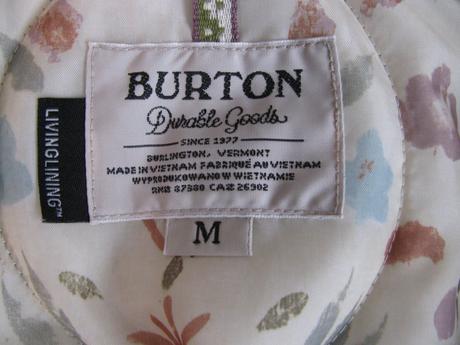 BURTON
Durable Goods
SINCE 1977
BURLINGTON, VERMONT
MADE IN VIETNAM FABRIQUÉ AU VIETNAM
WYPRODUKOWANO W WIETNAMIE
RN# 87380 CA# 26902
M
LIVINGLINING™